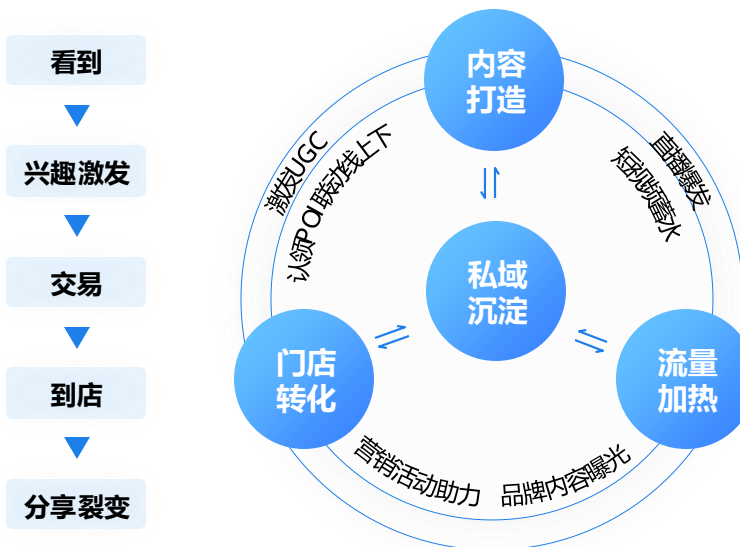 看到
兴趣激发
交易
到店
分享裂变
内容
打造
激发UGC
认领POI联动线上下
直播爆发
短视频蓄水
私域
沉淀
门店
转化
流量
加热
营销活动助力
品牌内容曝光